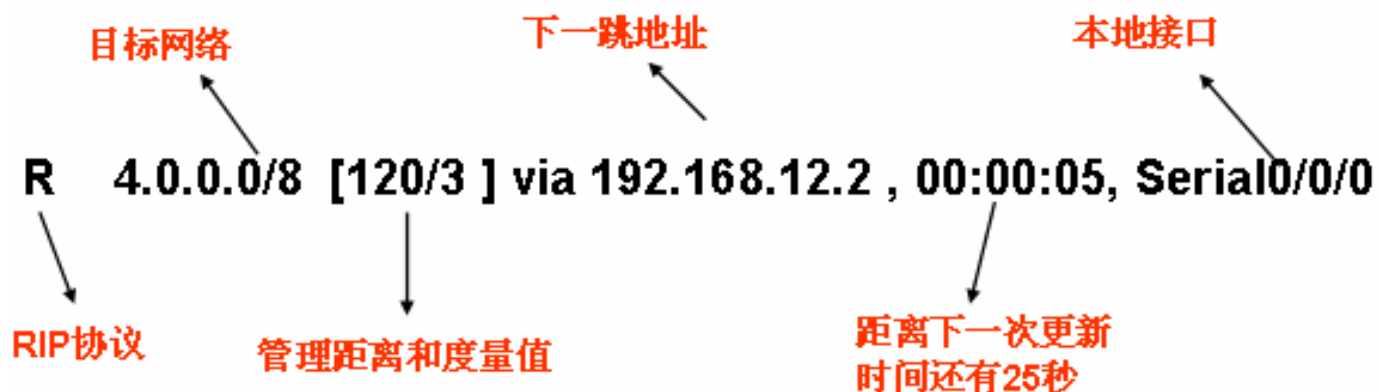 目标网络
下一跳地址
本地接口
R 4.0.0.0/8 [120/3 ] via 192.168.12.2 , 00:00:05, Serial0/0/0
RIP协议
管理距离和度量值
距离下一次更新
时间还有25秒